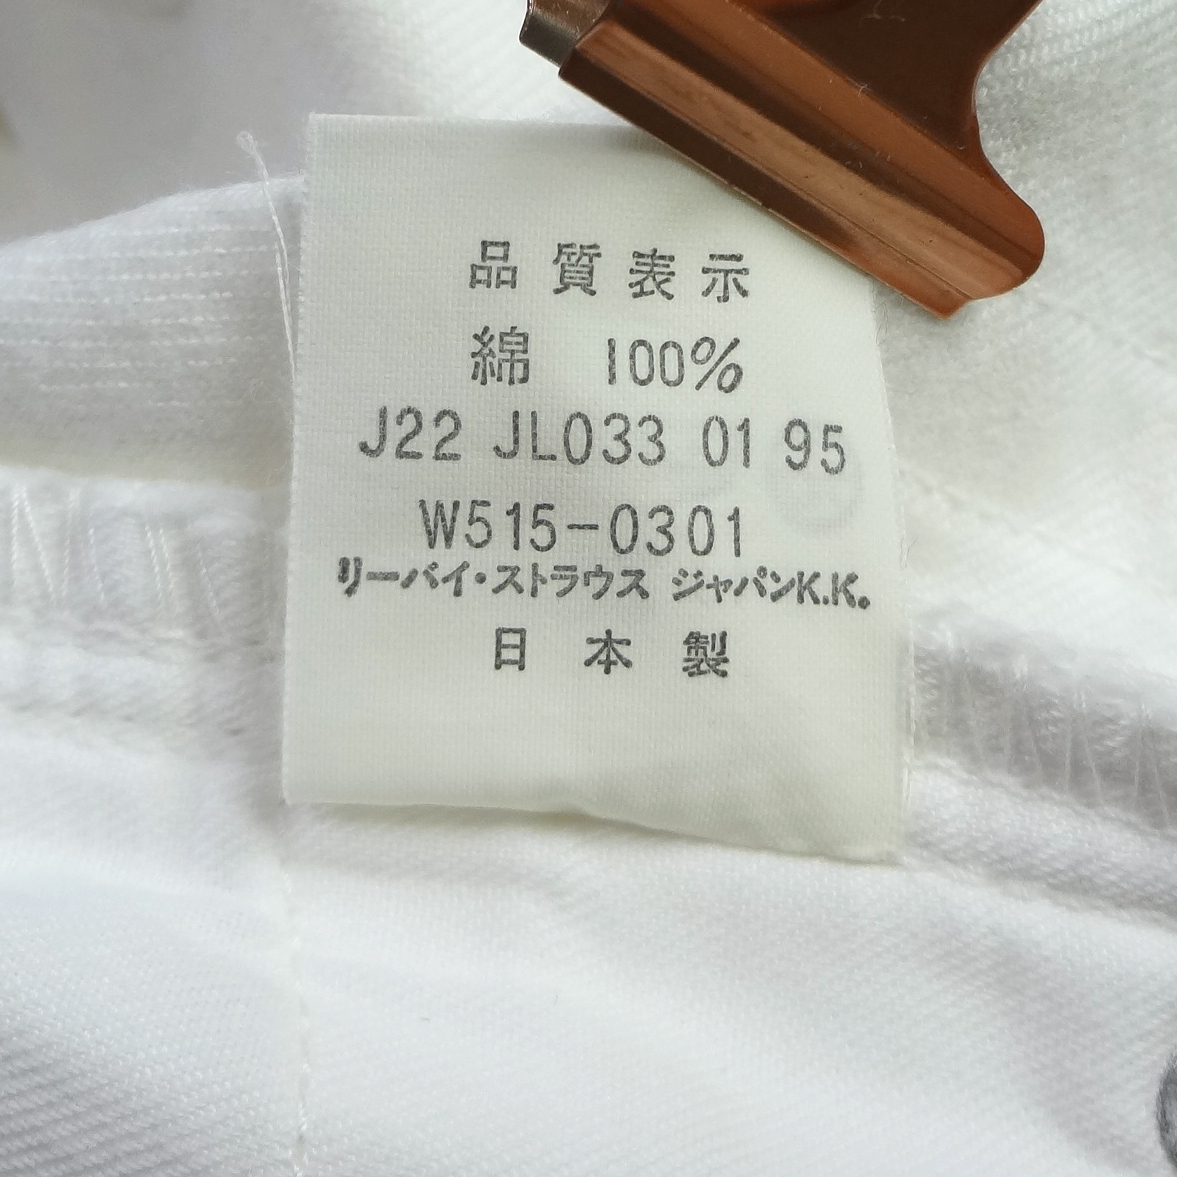 品質表示
綿 100%
J22 JL033 01 95
W515-0301
リーバイ・ストラウス ジャパンK.K.
日本製